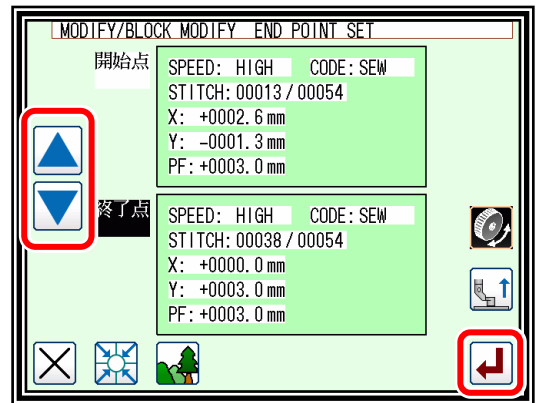 MODIFY/BLOCK MODIFY END POINT SET
開始点
SPEED: HIGH CODE: SEW
STITCH: 00013/00054
X: +0002.6mm
Y: -0001.3mm
PF: +0003.0mm
終了点
SPEED: HIGH CODE: SEW
STITCH: 00038/00054
X: +0000.0mm
Y: +0003.0mm
PF: +0003.0mm